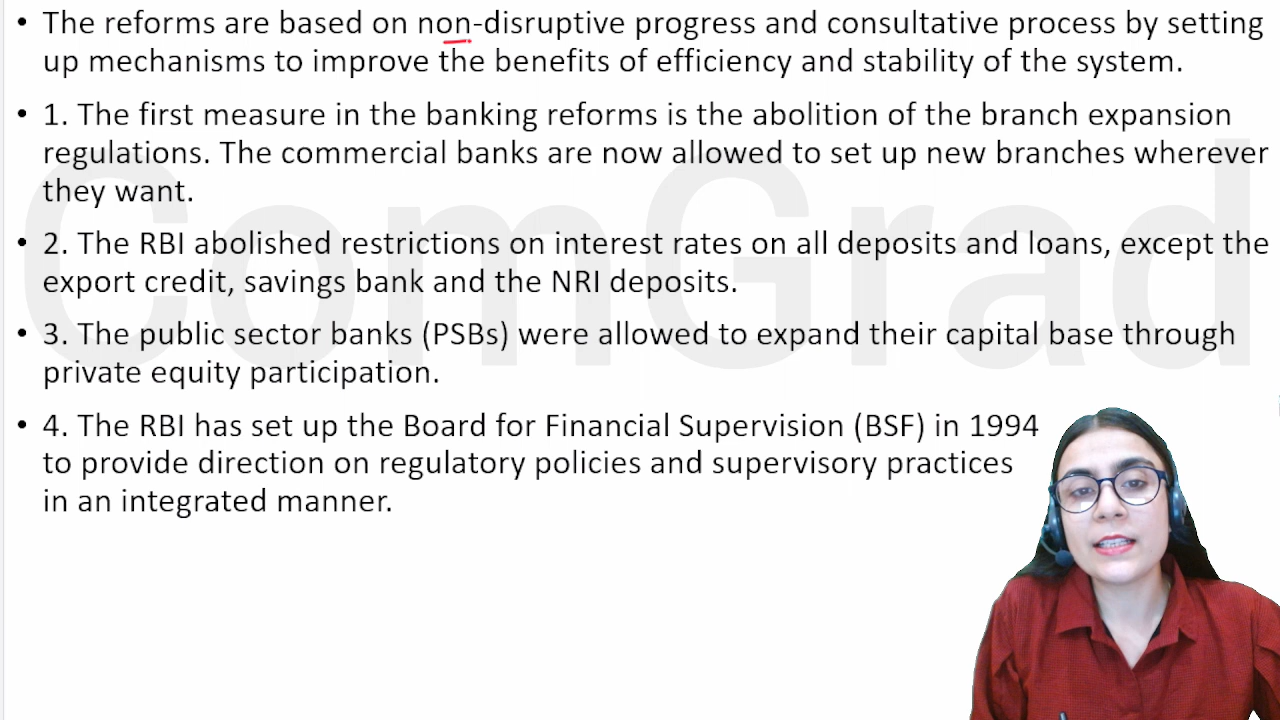 • The reforms are based on non-disruptive progress and consultative process by setting
up mechanisms to improve the benefits of efficiency and stability of the system.
• 1. The first measure in the banking reforms is the abolition of the branch expansion
regulations. The commercial banks are now allowed to set up new branches wherever
they want.
• 2. The RBI abolished restrictions on interest rates on all deposits and loans, except the
export credit, savings bank and the NRI deposits.
• 3. The public sector banks (PSBs) were allowed to expand their capital base through
private equity participation.
• 4. The RBI has set up the Board for Financial Supervision (BSF) in 1994
to provide direction on regulatory policies and supervisory practices
in an integrated manner.
ComGrad